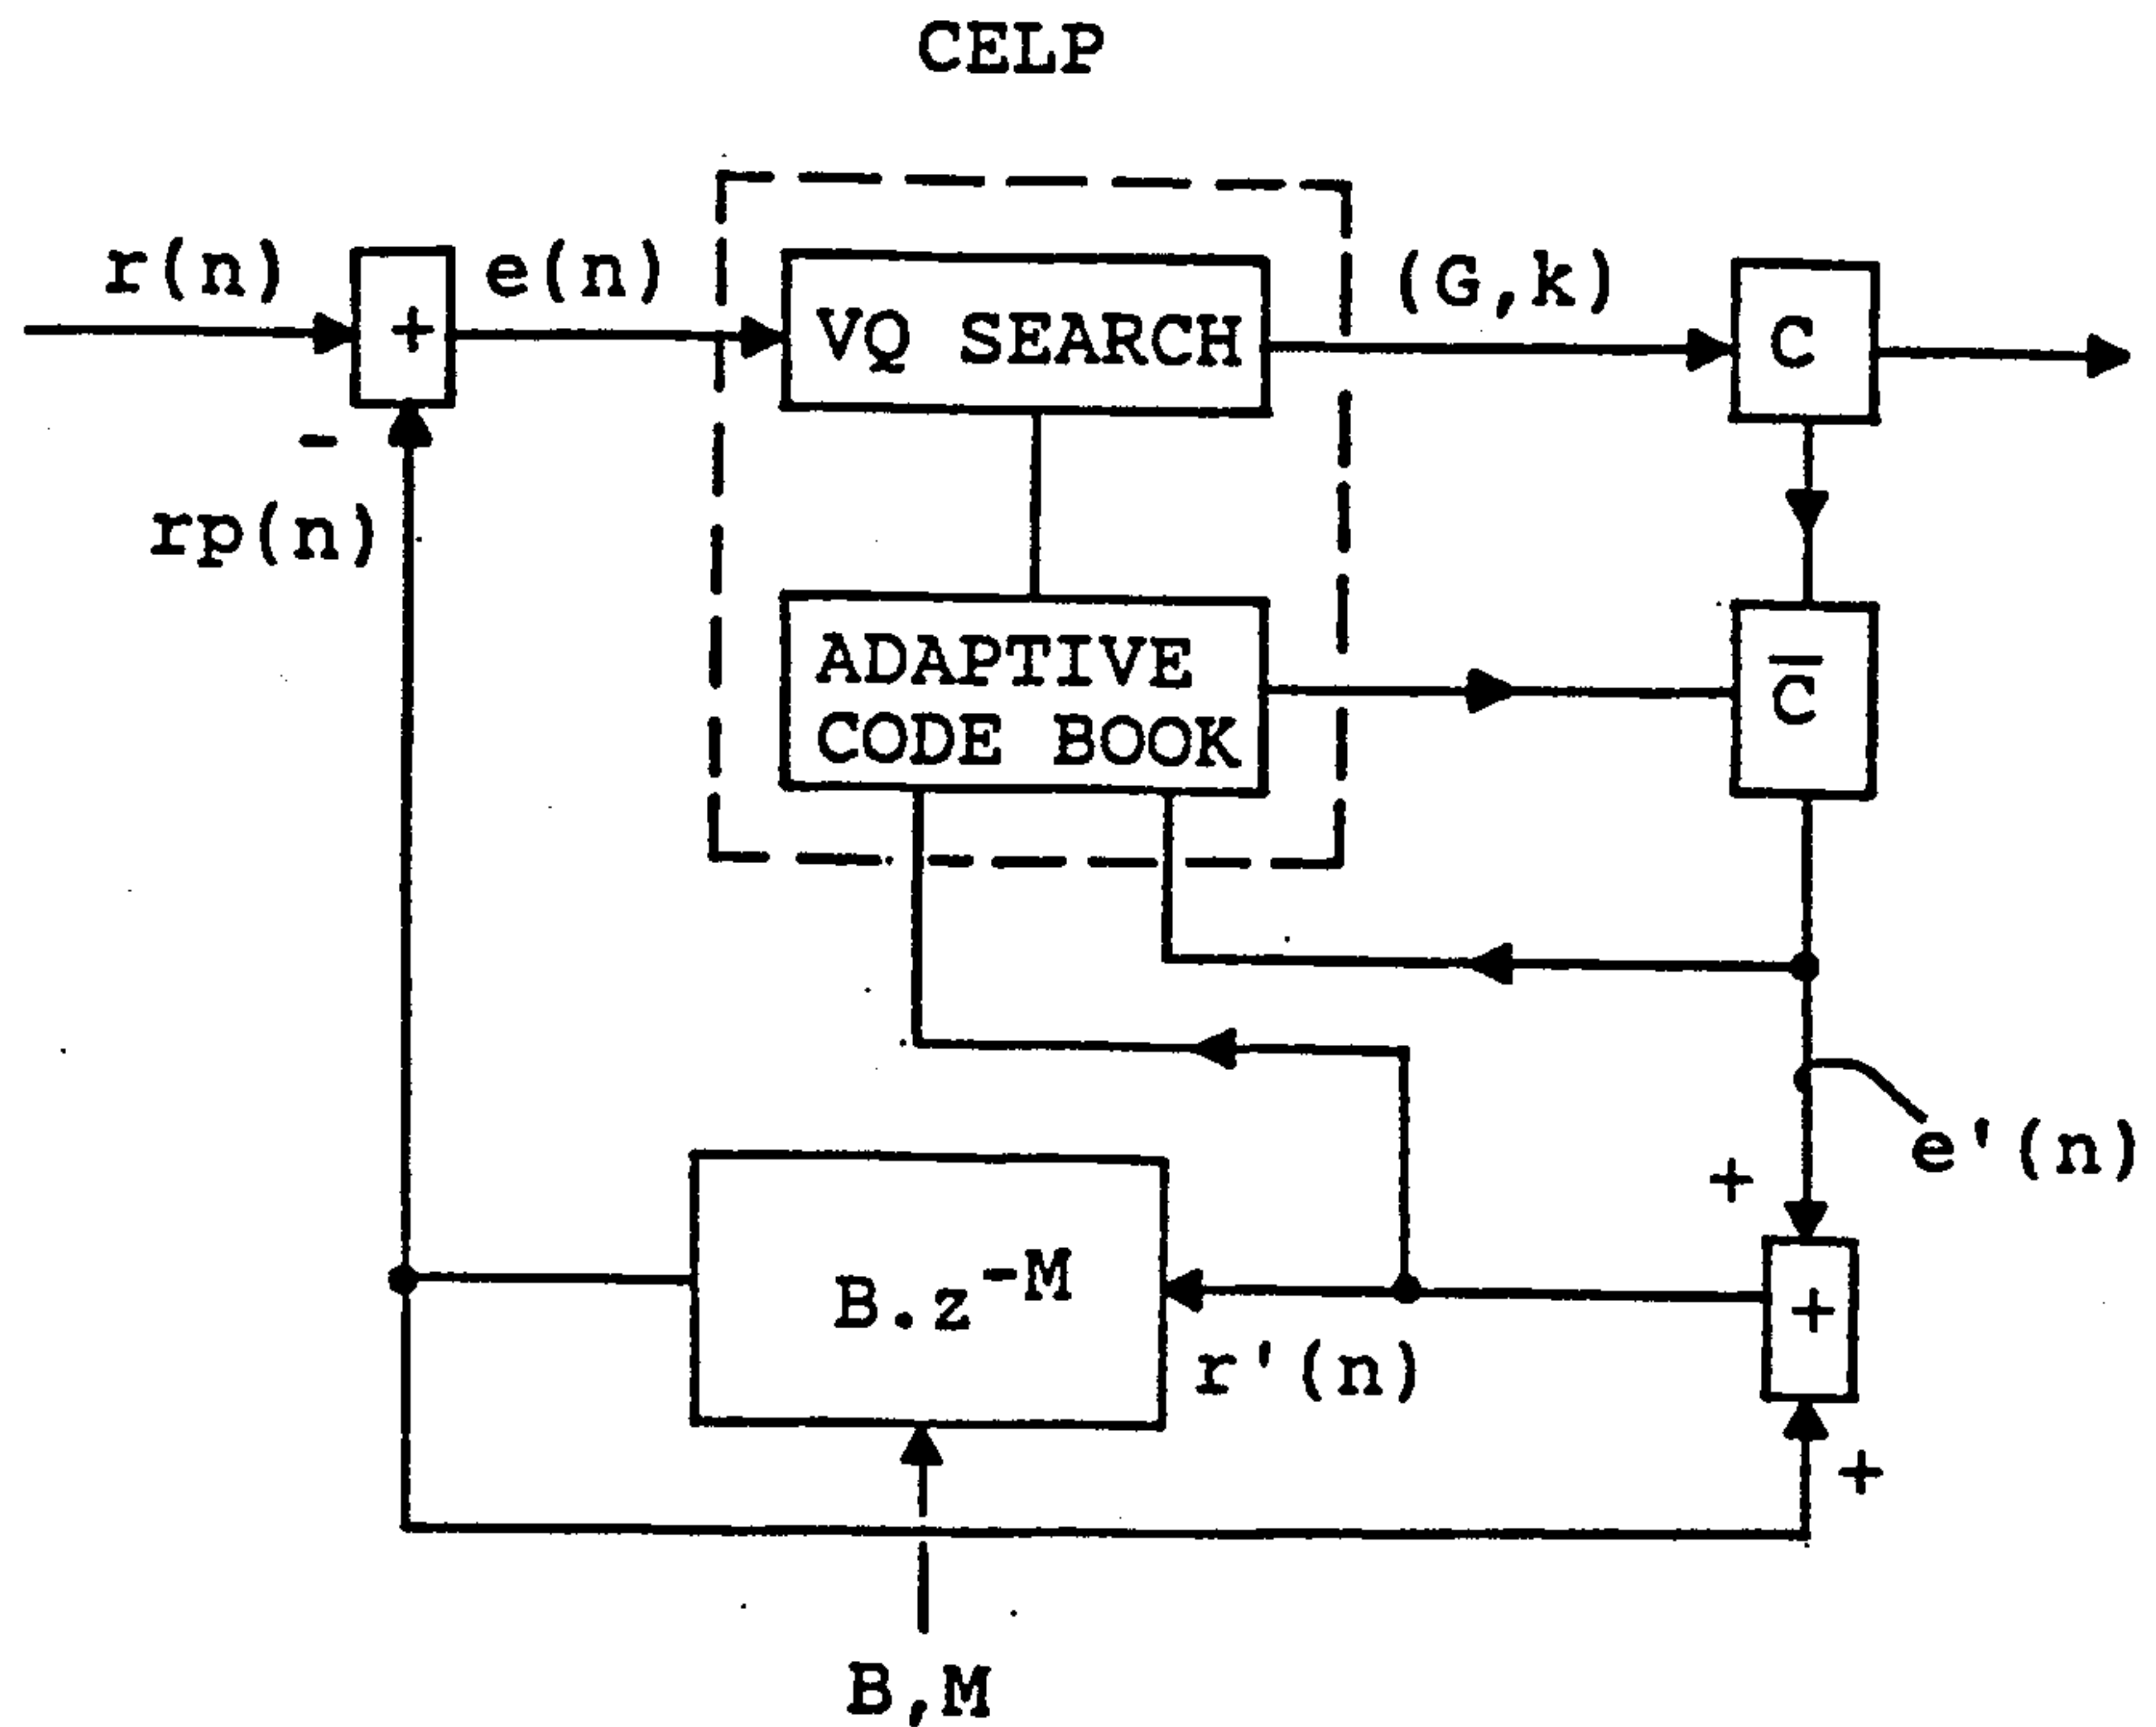 CELP
r(n)
+
e(n)
VQ SEARCH
(G,k)
C
-
rp(n)
ADAPTIVE
CODE BOOK
C̅
e'(n)
+
B.z⁻ᴹ
r'(n)
+
+
B,M